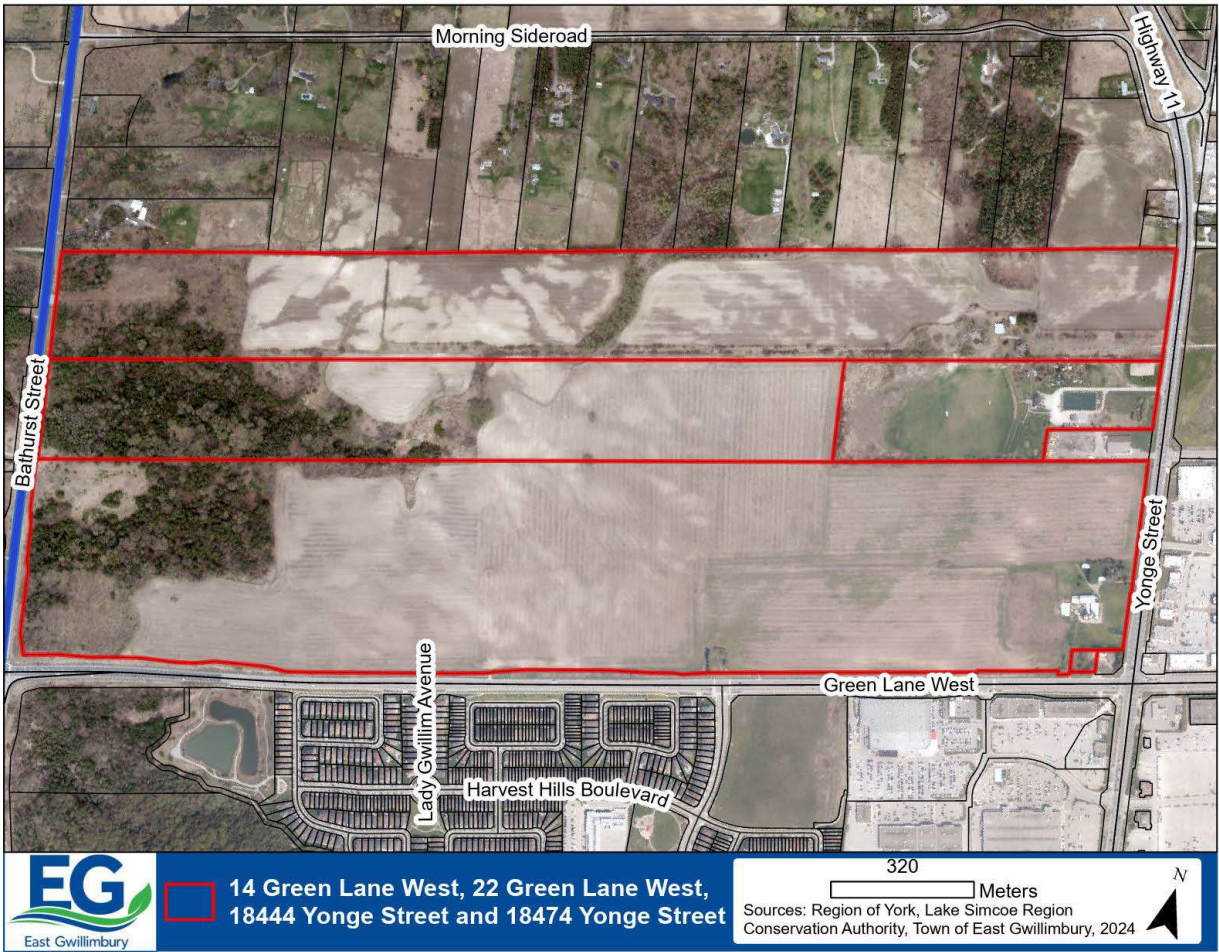 Morning Sideroad
Highway 11
Bathurst Street
Yonge Street
Green Lane West
Lady Gwillim Avenue
Harvest Hills Boulevard
EG
East Gwillimbury
14 Green Lane West, 22 Green Lane West,
18444 Yonge Street and 18474 Yonge Street
320
Meters
Sources: Region of York, Lake Simcoe Region
Conservation Authority, Town of East Gwillimbury, 2024
N